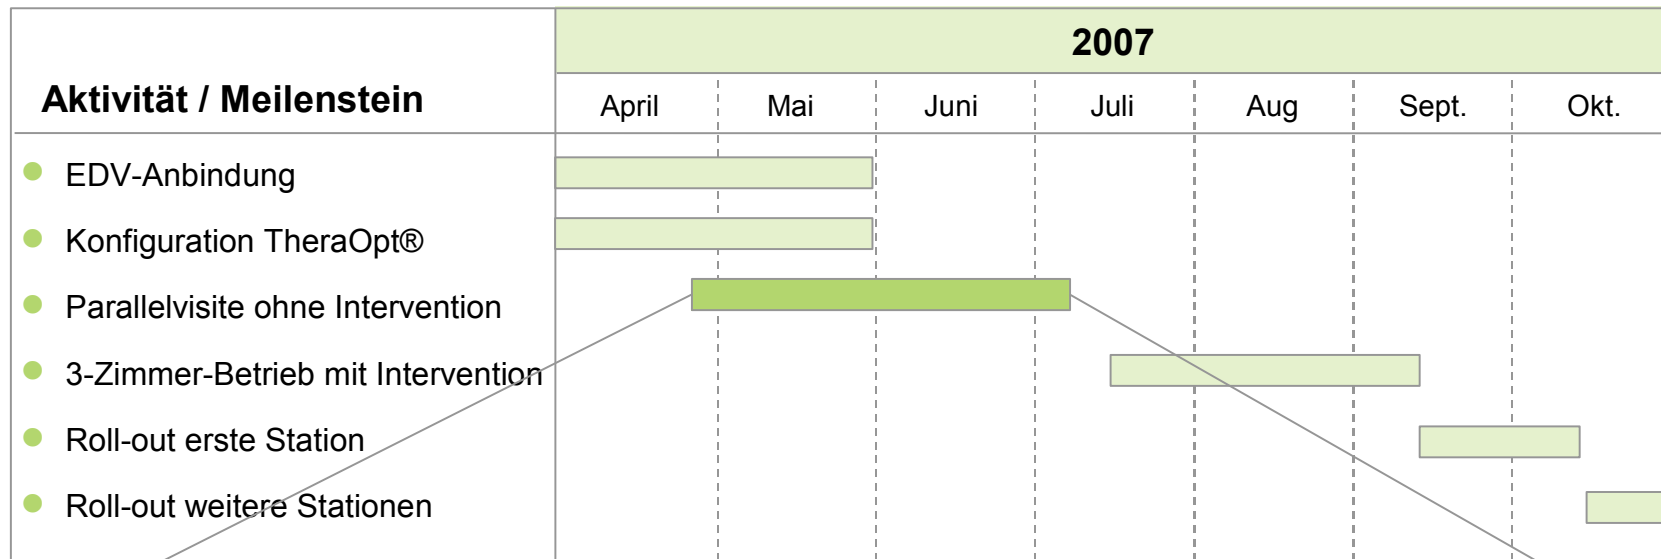 2007
Aktivität / Meilenstein
April Mai Juni Juli Aug Sept. Okt.
EDV-Anbindung
Konfiguration TheraOpt®
Parallelvisite ohne Intervention
3-Zimmer-Betrieb mit Intervention
Roll-out erste Station
Roll-out weitere Stationen